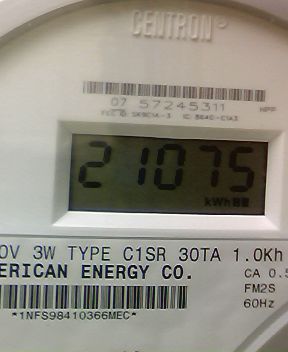 CENTRON
07 57245311
21075
kWh
0V 3W TYPE C1SR 30TA 1.0Kh
ERICAN ENERGY CO.
CA 0.5
FM2S
60Hz
*1NFS98410366MEC*